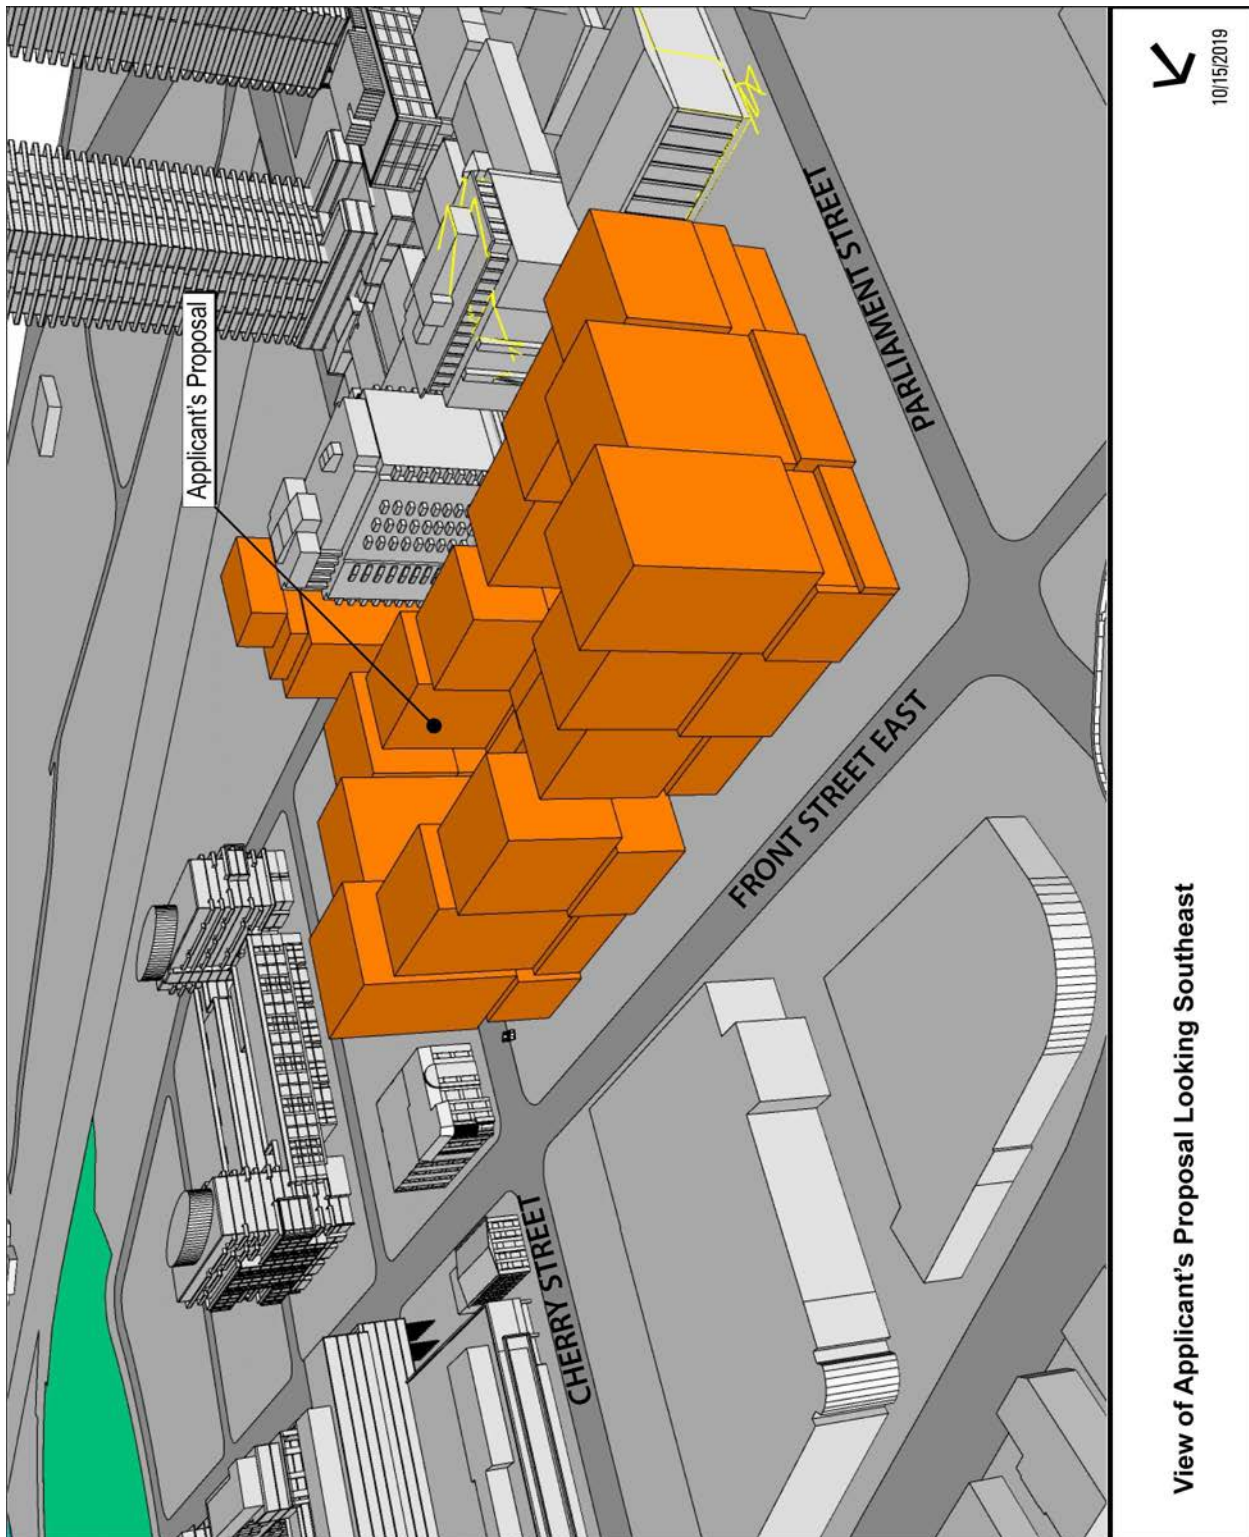 Applicant's Proposal
PARLIAMENT STREET
FRONT STREET EAST
CHERRY STREET
View of Applicant's Proposal Looking Southeast
10/15/2019